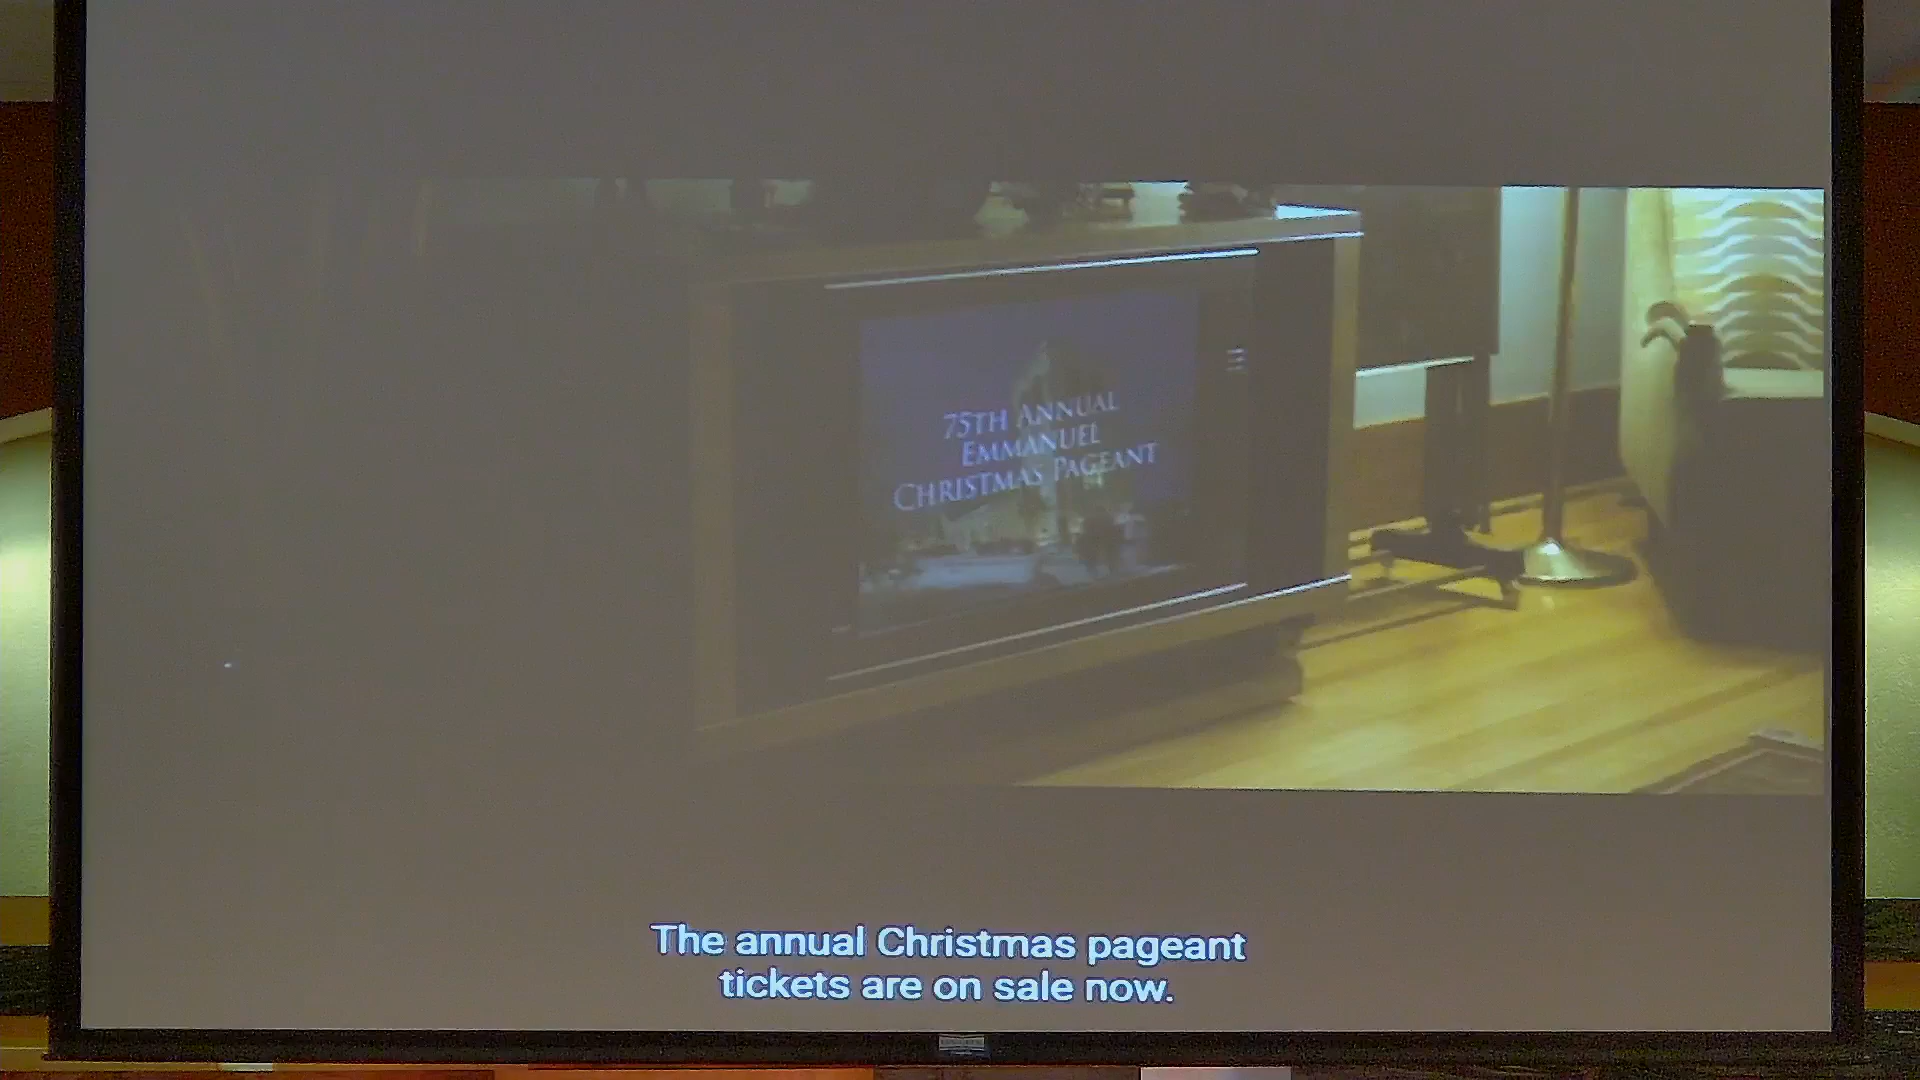 75TH ANNUAL
EMMANUEL
CHRISTMAS PAGEANT
The annual Christmas pageant
tickets are on sale now.